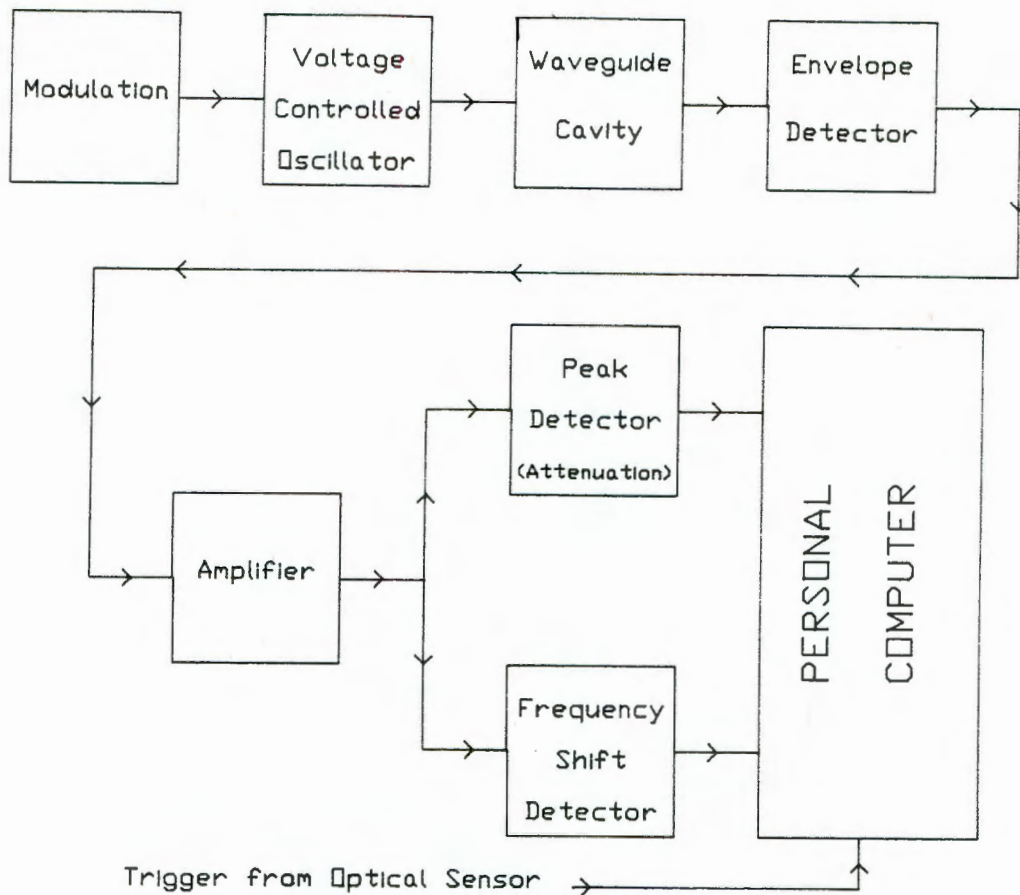 Modulation
Voltage
Controlled
Oscillator
Waveguide
Cavity
Envelope
Detector
Peak
Detector
(Attenuation)
Amplifier
Frequency
Shift
Detector
PERSONAL
COMPUTER
Trigger from Optical Sensor